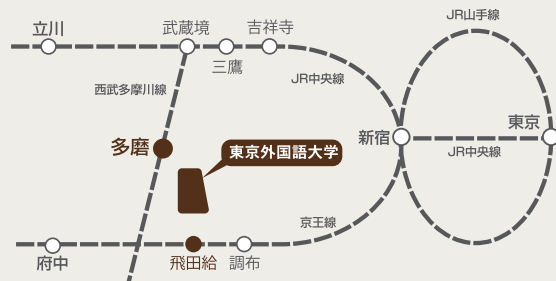 JR山手線
立川
武蔵境
吉祥寺
三鷹
JR中央線
西武多摩川線
新宿
東京
JR中央線
多磨
東京外国語大学
京王線
府中
飛田給
調布